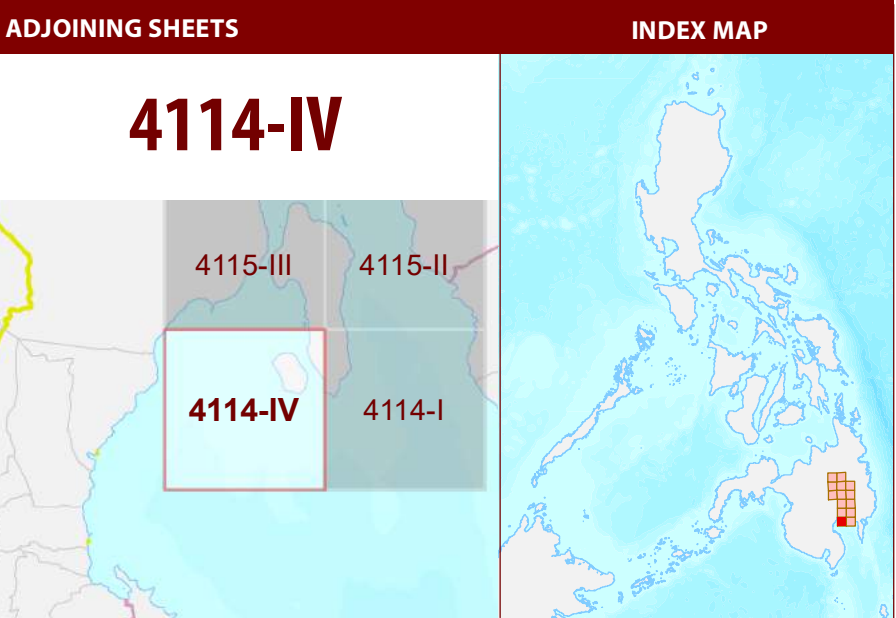 ADJOINING SHEETS
INDEX MAP
4114-IV
4115-III
4115-II
4114-IV
4114-I